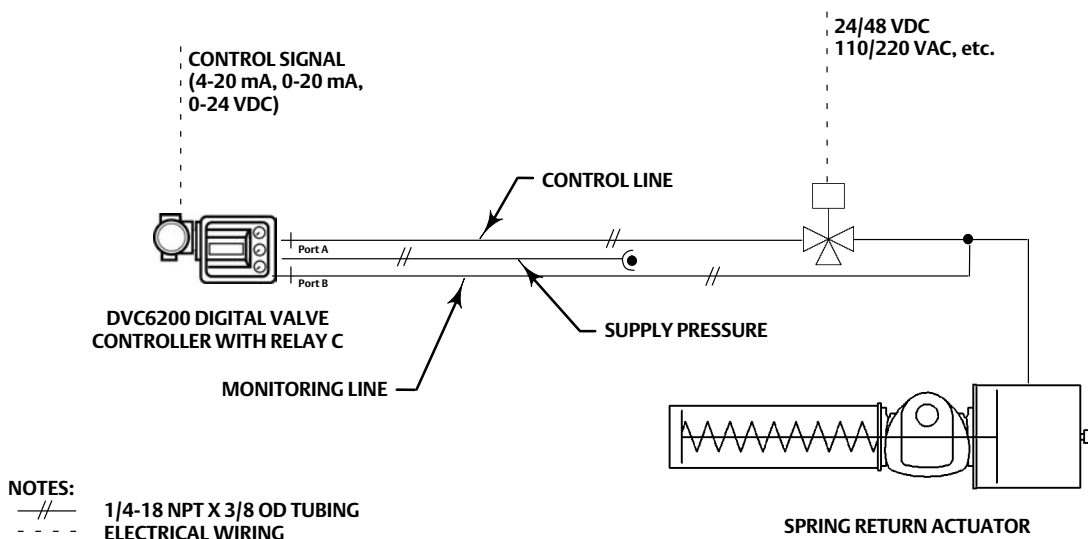 24/48 VDC
110/220 VAC, etc.
CONTROL SIGNAL
(4-20 mA, 0-20 mA,
0-24 VDC)
CONTROL LINE
Port A
Port B
DVC6200 DIGITAL VALVE
CONTROLLER WITH RELAY C
SUPPLY PRESSURE
MONITORING LINE
NOTES:
1/4-18 NPT X 3/8 OD TUBING
ELECTRICAL WIRING
SPRING RETURN ACTUATOR